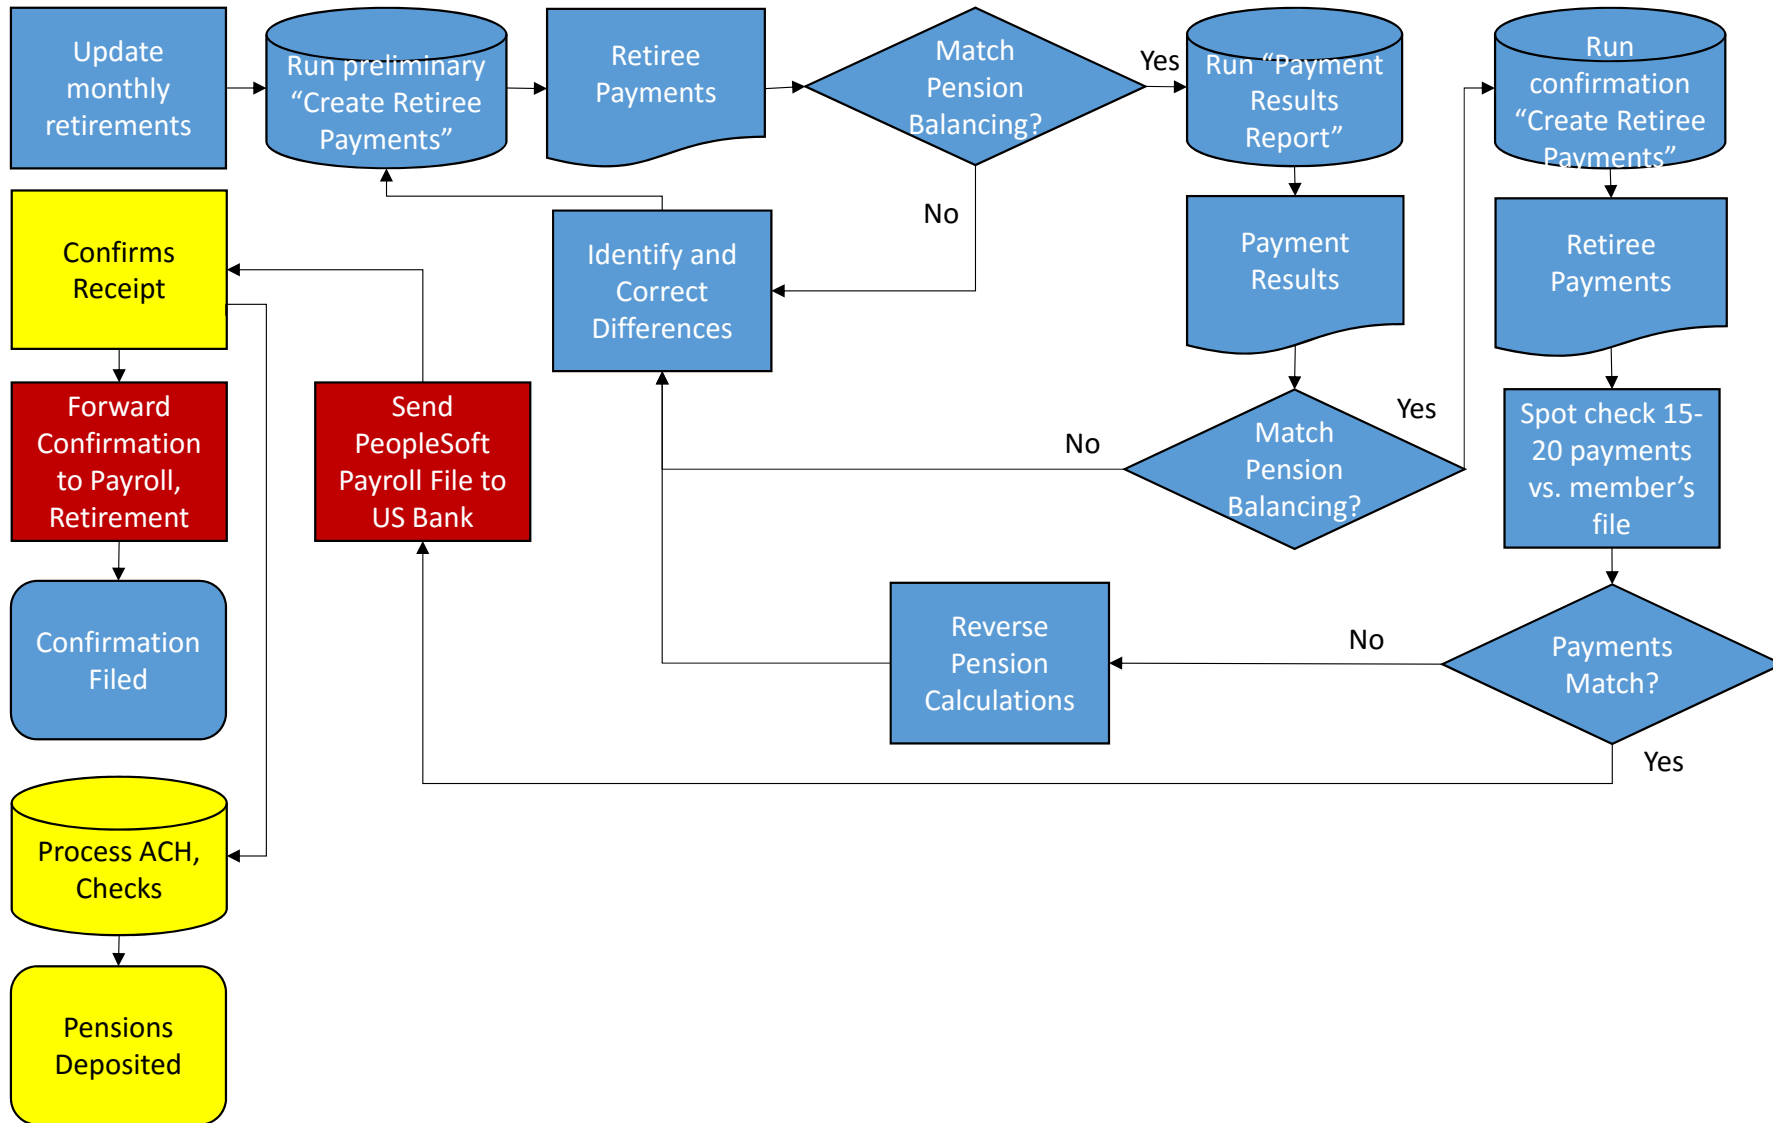 Update
monthly
retirements
Run preliminary
“Create Retiree
Payments”
Retiree
Payments
Match
Pension
Balancing?
Yes
Run “Payment
Results
Report”
Run
confirmation
“Create Retiree
Payments”
No
Confirms
Receipt
Identify and
Correct
Differences
Payment
Results
Retiree
Payments
Forward
Confirmation
to Payroll,
Retirement
Send
PeopleSoft
Payroll File to
US Bank
No
Match
Pension
Balancing?
Yes
Spot check 15-
20 payments
vs. member’s
file
Confirmation
Filed
Reverse
Pension
Calculations
No
Payments
Match?
Yes
Process ACH,
Checks
Pensions
Deposited